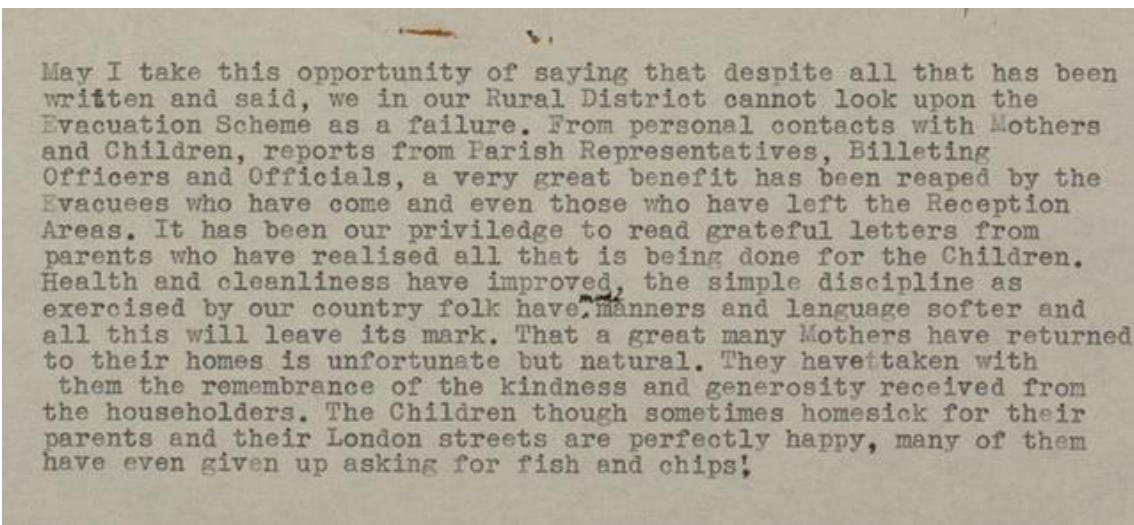 May I take this opportunity of saying that despite all that has been
written and said, we in our Rural District cannot look upon the
Evacuation Scheme as a failure. From personal contacts with Mothers
and Children, reports from Parish Representatives, Billeting
Officers and Officials, a very great benefit has been reaped by the
Evacuees who have come and even those who have left the Reception
Areas. It has been our priviledge to read grateful letters from
parents who have realised all that is being done for the Children.
Health and cleanliness have improved, the simple discipline as
exercised by our country folk have made manners and language softer and
all this will leave its mark. That a great many Mothers have returned
to their homes is unfortunate but natural. They have taken with
them the remembrance of the kindness and generosity received from
the householders. The Children though sometimes homesick for their
parents and their London streets are perfectly happy, many of them
have even given up asking for fish and chips!